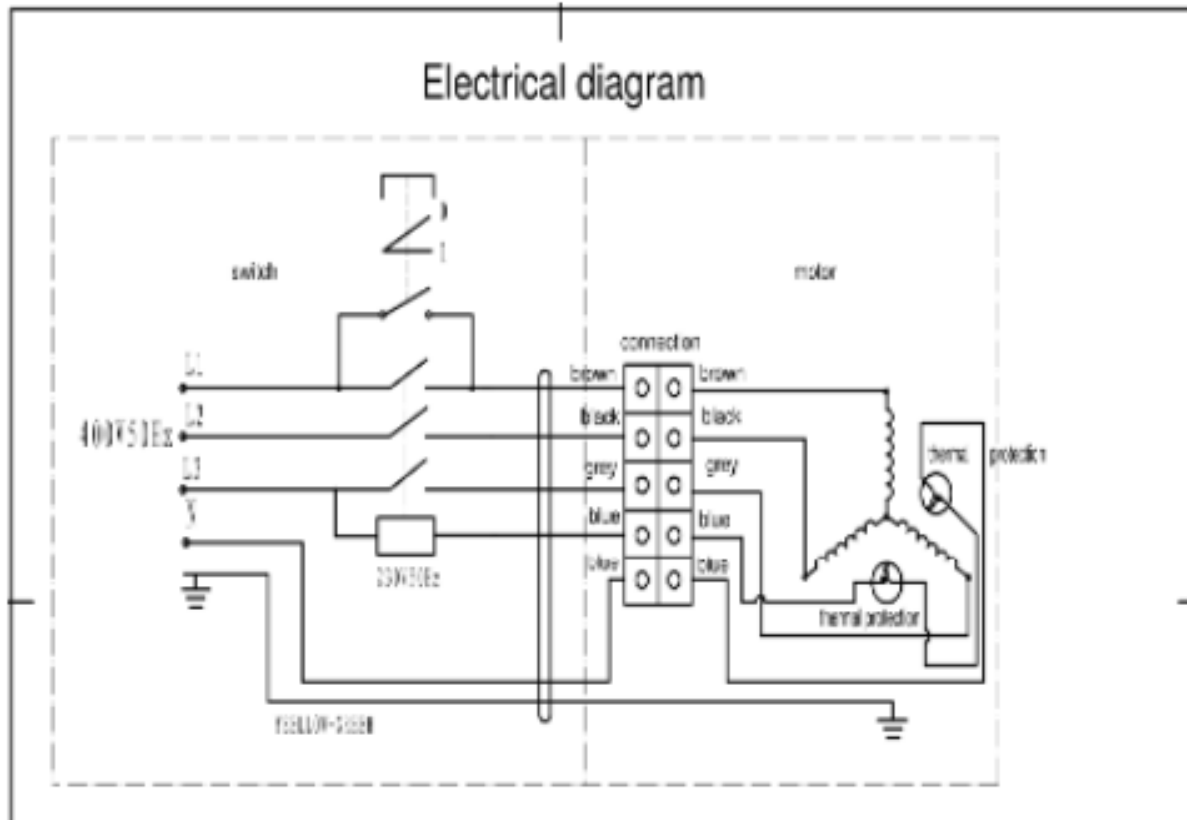 Electrical diagram
switch
motor
connection
L1
brown
brown
L2
black
black
400V50Hz
thermal protection
L3
grey
grey
N
blue
blue
230V50Hz
blue
blue
thermal protection